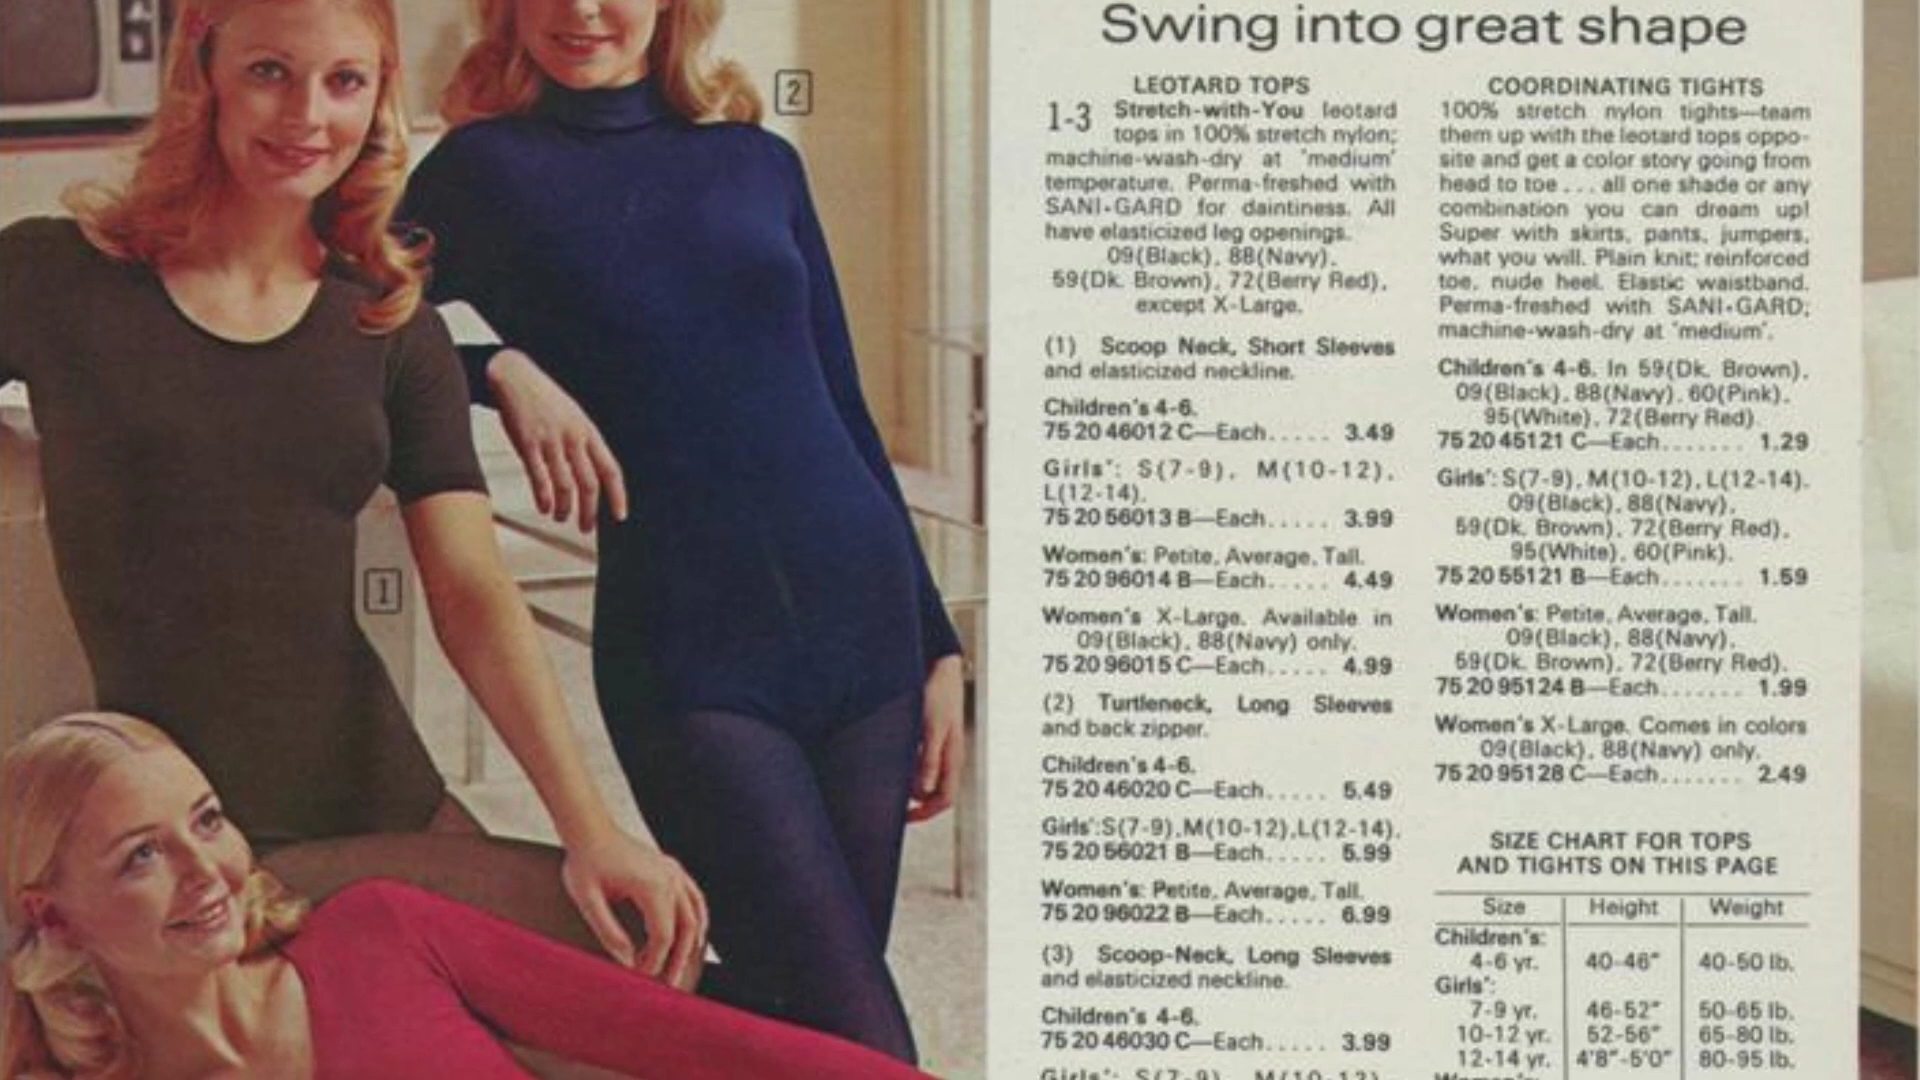 Swing into great shape
2
1
LEOTARD TOPS
1-3 Stretch-with-You leotard
tops in 100% stretch nylon;
machine-wash-dry at 'medium'
temperature. Perma-freshed with
SANI-GARD for daintiness. All
have elasticized leg openings.
09(Black), 88(Navy),
59(Dk. Brown), 72(Berry Red),
except X-Large.
(1) Scoop Neck, Short Sleeves
and elasticized neckline.
Children's 4-6.
75 20 46012 C—Each..... 3.49
Girls': S(7-9), M(10-12),
L(12-14).
75 20 56013 B—Each..... 3.99
Women's: Petite, Average, Tall.
75 20 96014 B—Each..... 4.49
Women's X-Large. Available in
09(Black), 88(Navy) only.
75 20 96015 C—Each..... 4.99
(2) Turtleneck, Long Sleeves
and back zipper.
Children's 4-6.
75 20 46020 C—Each..... 5.49
Girls':S(7-9),M(10-12),L(12-14).
75 20 56021 B—Each..... 5.99
Women's: Petite, Average, Tall.
75 20 96022 B—Each..... 6.99
(3) Scoop-Neck, Long Sleeves
and elasticized neckline.
Children's 4-6.
75 20 46030 C—Each..... 3.99
Girls': S(7-9), M(10-12),
COORDINATING TIGHTS
100% stretch nylon tights—team
them up with the leotard tops oppo-
site and get a color story going from
head to toe . . . all one shade or any
combination you can dream up!
Super with skirts, pants, jumpers,
what you will. Plain knit; reinforced
toe, nude heel. Elastic waistband.
Perma-freshed with SANI-GARD;
machine-wash-dry at 'medium'.
Children's 4-6. In 59(Dk. Brown),
09(Black), 88(Navy), 60(Pink),
95(White), 72(Berry Red).
75 20 45121 C—Each....... 1.29
Girls': S(7-9), M(10-12), L(12-14).
09(Black), 88(Navy),
59(Dk. Brown), 72(Berry Red),
95(White), 60(Pink).
75 20 55121 B—Each....... 1.59
Women's: Petite, Average, Tall.
09(Black), 88(Navy),
59(Dk. Brown), 72(Berry Red).
75 20 95124 B—Each....... 1.99
Women's X-Large. Comes in colors
09(Black), 88(Navy) only.
75 20 95128 C—Each....... 2.49
SIZE CHART FOR TOPS
AND TIGHTS ON THIS PAGE
Size Height Weight
Children's:
4-6 yr. 40-46" 40-50 lb.
Girls':
7-9 yr. 46-52" 50-65 lb.
10-12 yr. 52-56" 65-80 lb.
12-14 yr. 4'8"-5'0" 80-95 lb.
Women's: